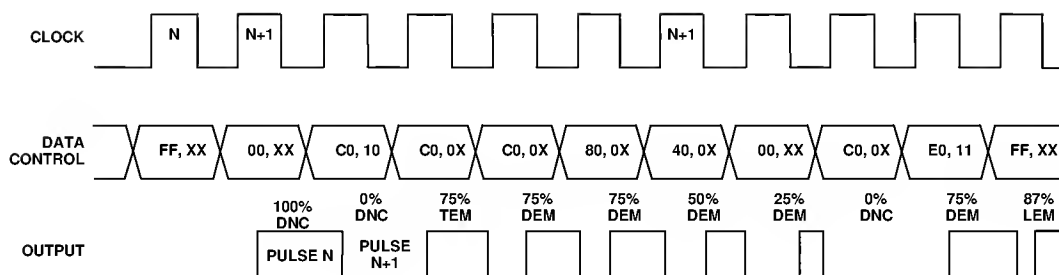 CLOCK
N
N+1
N+1
DATA
CONTROL
FF, XX
00, XX
C0, 10
C0, 0X
C0, 0X
80, 0X
40, 0X
00, XX
C0, 0X
E0, 11
FF, XX
100%
DNC
0%
DNC
75%
TEM
75%
DEM
75%
DEM
50%
DEM
25%
DEM
0%
DNC
75%
DEM
87%
LEM
OUTPUT
PULSE N
PULSE
N+1